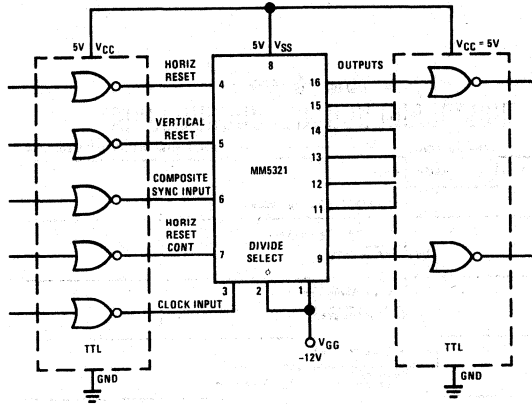 5V VCC
5V VSS
VCC = 5V
8
HORIZ
RESET
4
OUTPUTS
16
15
VERTICAL
RESET
5
14
MM5321
13
COMPOSITE
SYNC INPUT
6
12
11
HORIZ
RESET
CONT
7
DIVIDE
SELECT
9
3
2
1
CLOCK INPUT
TTL
VGG
-12V
TTL
GND
GND